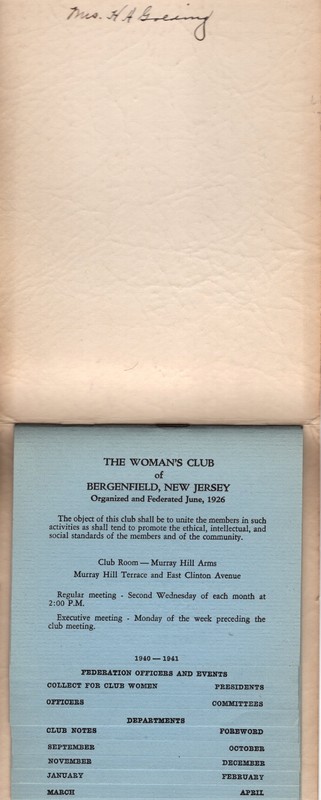 Mrs. H A Goesing
THE WOMAN'S CLUB
of
BERGENFIELD, NEW JERSEY
Organized and Federated June, 1926
The object of this club shall be to unite the members in such
activities as shall tend to promote the ethical, intellectual, and
social standards of the members and of the community.
Club Room — Murray Hill Arms
Murray Hill Terrace and East Clinton Avenue
Regular meeting - Second Wednesday of each month at
2:00 P.M.
Executive meeting - Monday of the week preceding the
club meeting.
1940 — 1941
FEDERATION OFFICERS AND EVENTS
COLLECT FOR CLUB WOMEN PRESIDENTS
OFFICERS COMMITTEES
DEPARTMENTS
CLUB NOTES FOREWORD
SEPTEMBER OCTOBER
NOVEMBER DECEMBER
JANUARY FEBRUARY
MARCH APRIL